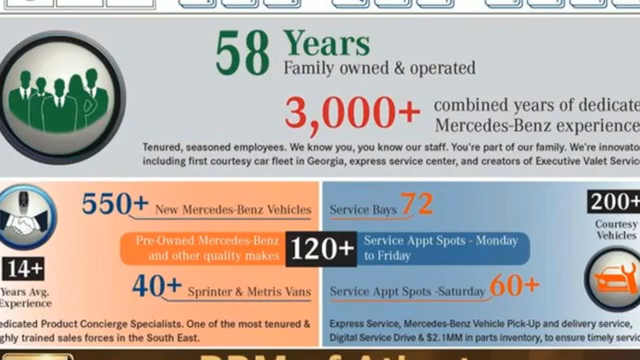 58 Years
Family owned & operated
3,000+ combined years of dedicate
Mercedes-Benz experience
Tenured, seasoned employees. We know you, you know our staff. You're part of our family. We're innovato
including first courtesy car fleet in Georgia, express service center, and creators of Executive Valet Service
550+ New Mercedes-Benz Vehicles
Pre-Owned Mercedes-Benz
and other quality makes
120+
40+ Sprinter & Metris Vans
14+
Years Avg.
Experience
edicated Product Concierge Specialists. One of the most tenured &
ghly trained sales forces in the South East.
Service Bays 72
Service Appt Spots - Monday
to Friday
Service Appt Spots -Saturday 60+
200+
Courtesy
Vehicles
Express Service, Mercedes-Benz Vehicle Pick-Up and delivery service,
Digital Service Drive & $2.1MM in parts inventory, to ensure timely servic